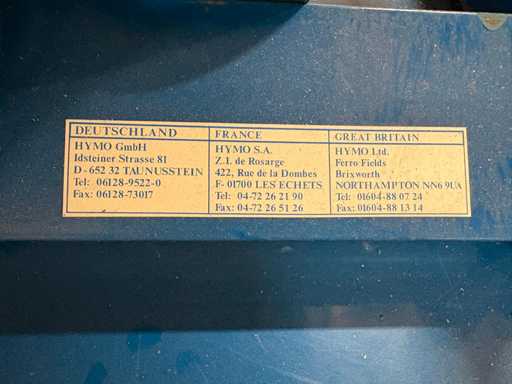 DEUTSCHLAND
HYMO GmbH
Idsteiner Strasse 81
D - 652 32 TAUNUSSTEIN
Tel: 06128-9522-0
Fax: 06128-73017
FRANCE
HYMO S.A.
Z.I. de Rosarge
422, Rue de la Dombes
F- 01700 LES ECHETS
Tel: 04-72 26 21 90
Fax: 04-72 26 51 26
GREAT BRITAIN
HYMO Ltd.
Ferro Fields
Brixworth
NORTHAMPTON NN6 9UA
Tel: 01604-88 07 24
Fax: 01604-88 13 14